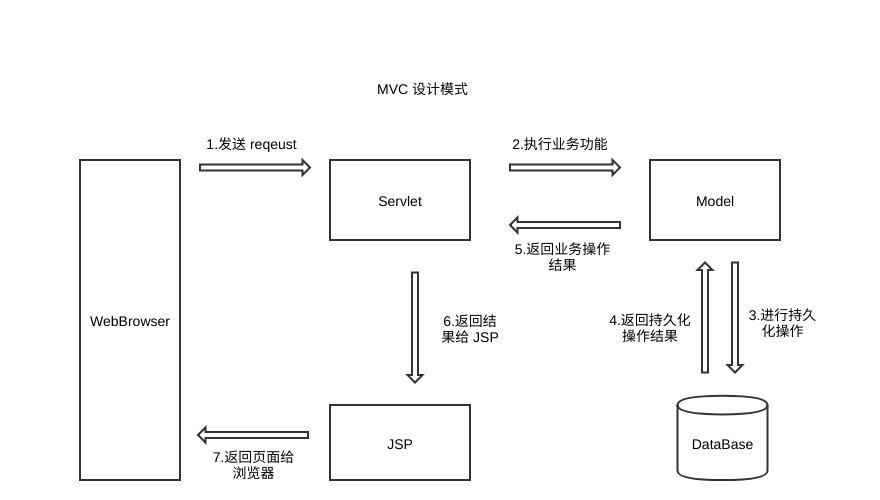 MVC 设计模式
1.发送 reqeust
2.执行业务功能
Servlet
Model
5.返回业务操作
结果
WebBrowser
6.返回结
果给 JSP
4.返回持久化
操作结果
3.进行持久
化操作
JSP
DataBase
7.返回页面给
浏览器